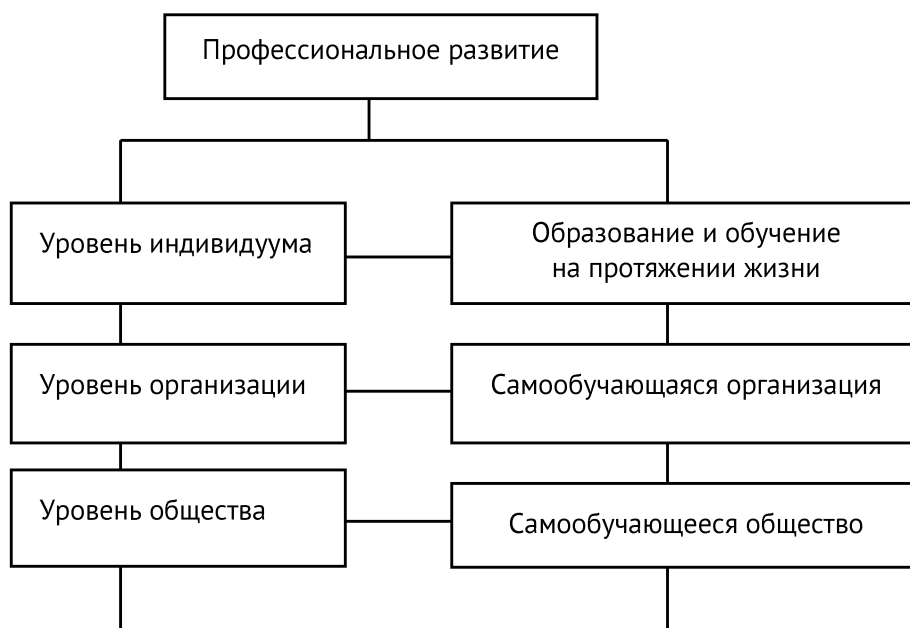 Профессиональное развитие
Уровень индивидуума
Образование и обучение
на протяжении жизни
Уровень организации
Самообучающаяся организация
Уровень общества
Самообучающееся общество